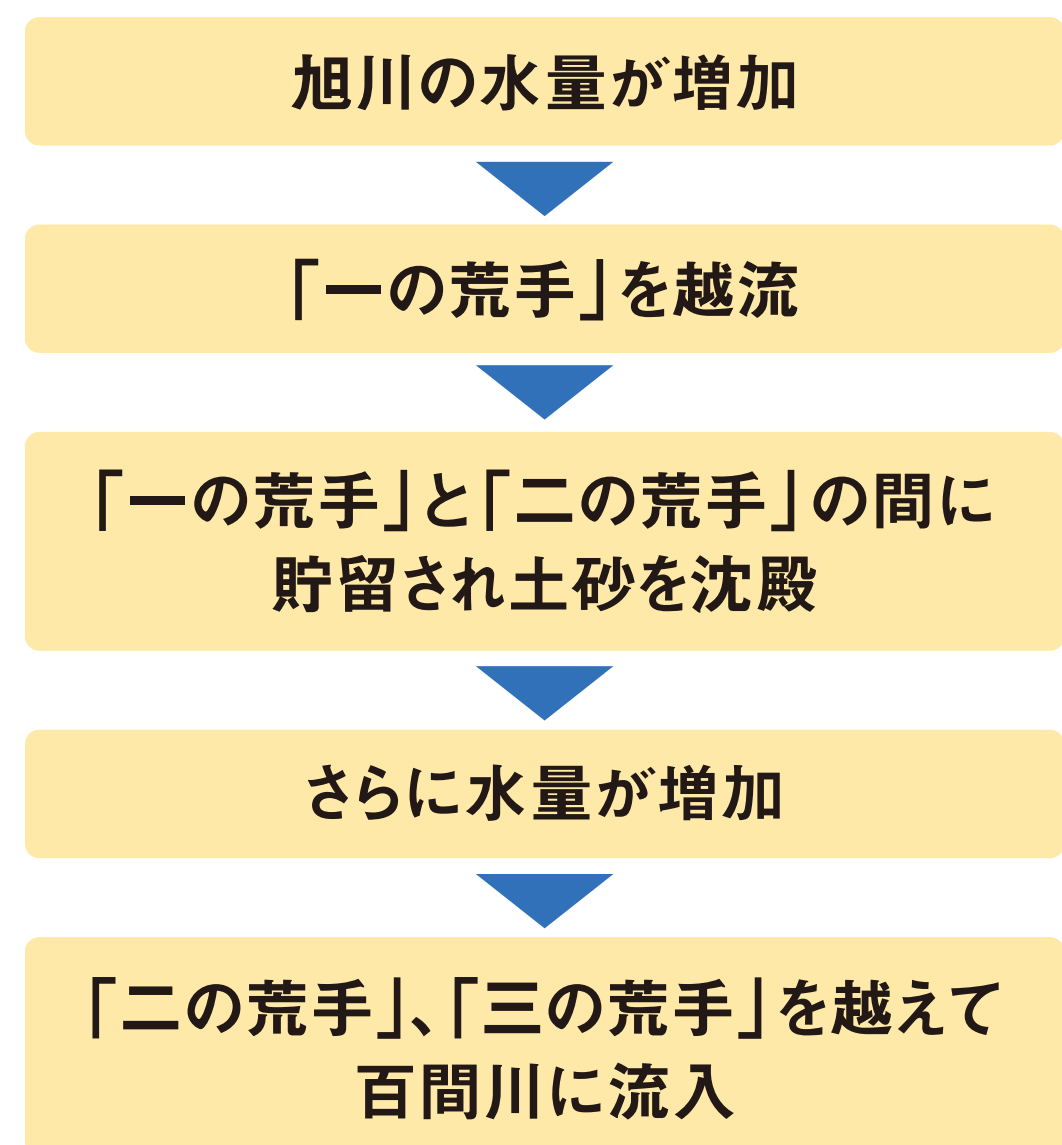 旭川の水量が増加
「一の荒手」を越流
「一の荒手」と「二の荒手」の間に
貯留され土砂を沈殿
さらに水量が増加
「二の荒手」、「三の荒手」を越えて
百間川に流入